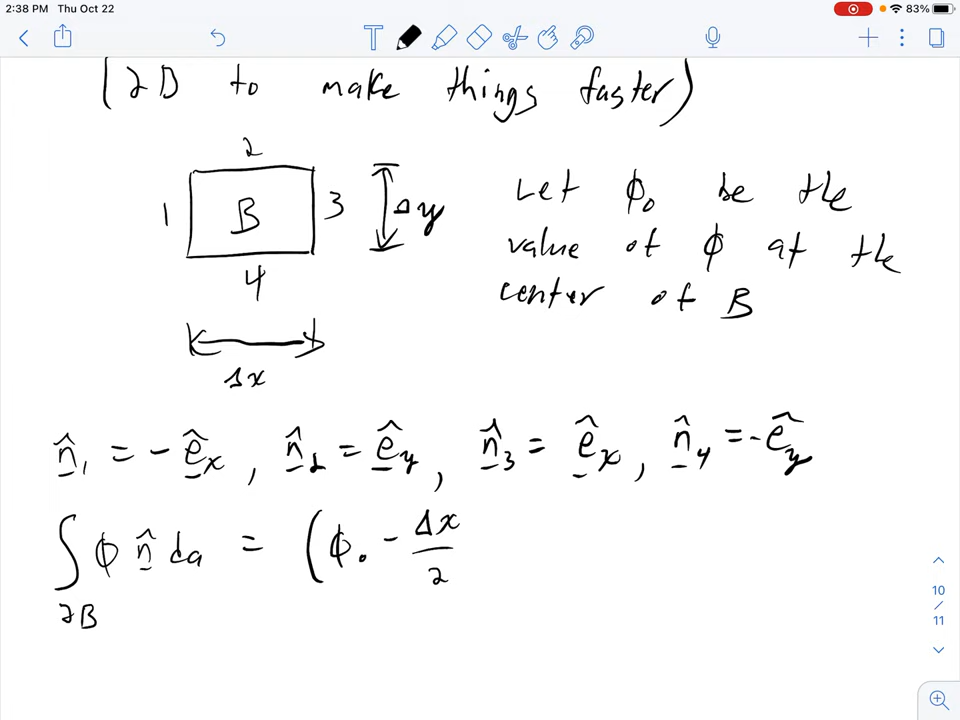 2:38 PM Thu Oct 22
83%
(2D to make things faster)
2
1 B 3 Δy
4
Δx
Let ϕ₀ be the
value of ϕ at the
center of B
n̂₁ = - ê_x , n̂₂ = ê_y , n̂₃ = ê_x , n̂₄ = - ê_y
∫_∂B ϕ n̂ da = (ϕ₀ - Δx/2
10
/
11